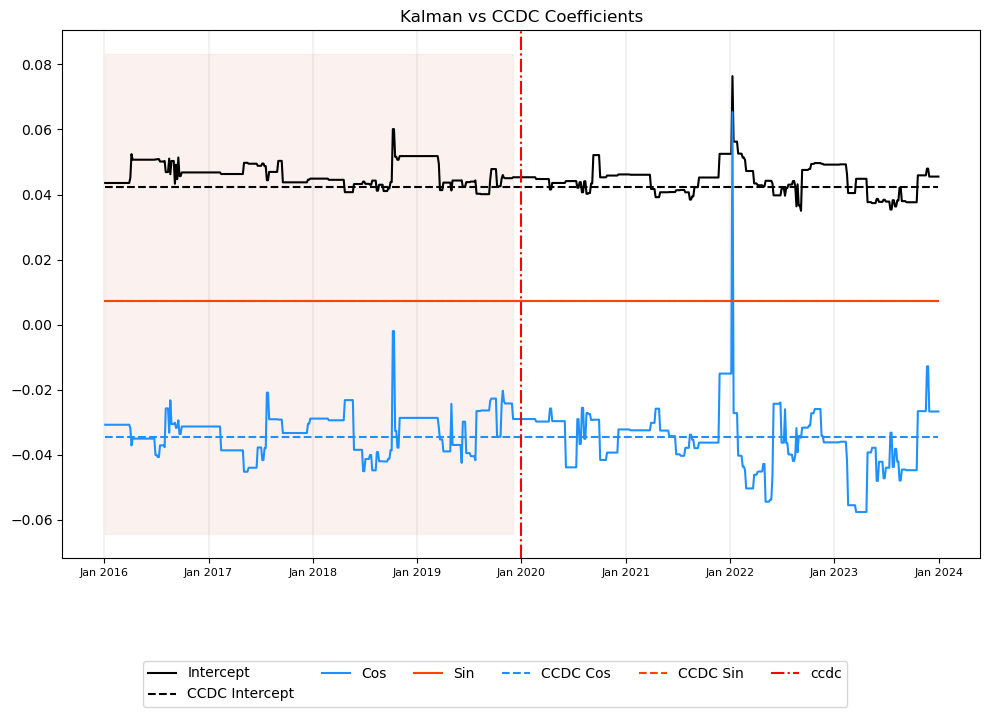 Kalman vs CCDC Coefficients
0.08
0.06
0.04
0.02
0.00
−0.02
−0.04
−0.06
Jan 2016 Jan 2017 Jan 2018 Jan 2019 Jan 2020 Jan 2021 Jan 2022 Jan 2023 Jan 2024
Intercept Cos Sin CCDC Cos CCDC Sin ccdc
CCDC Intercept